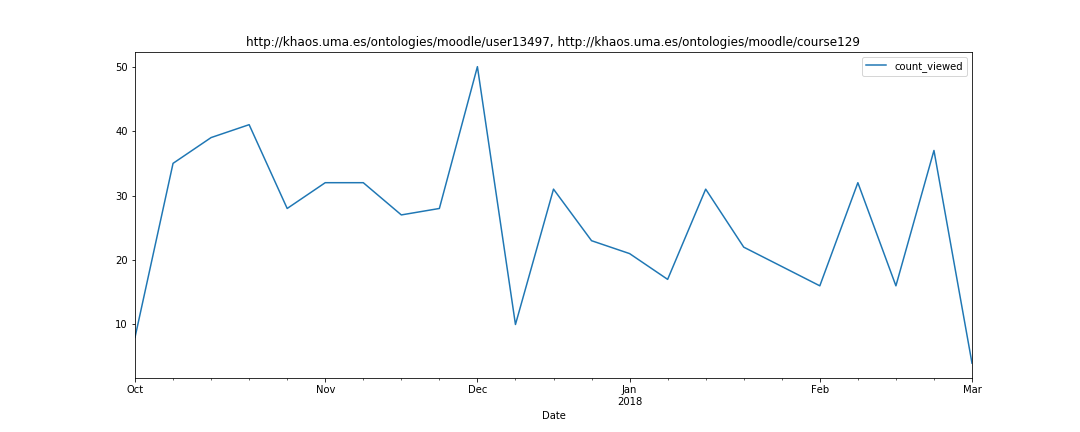 http://khaos.uma.es/ontologies/moodle/user13497, http://khaos.uma.es/ontologies/moodle/course129
count_viewed
50
40
30
20
10
Oct Nov Dec Jan Feb Mar
2018
Date